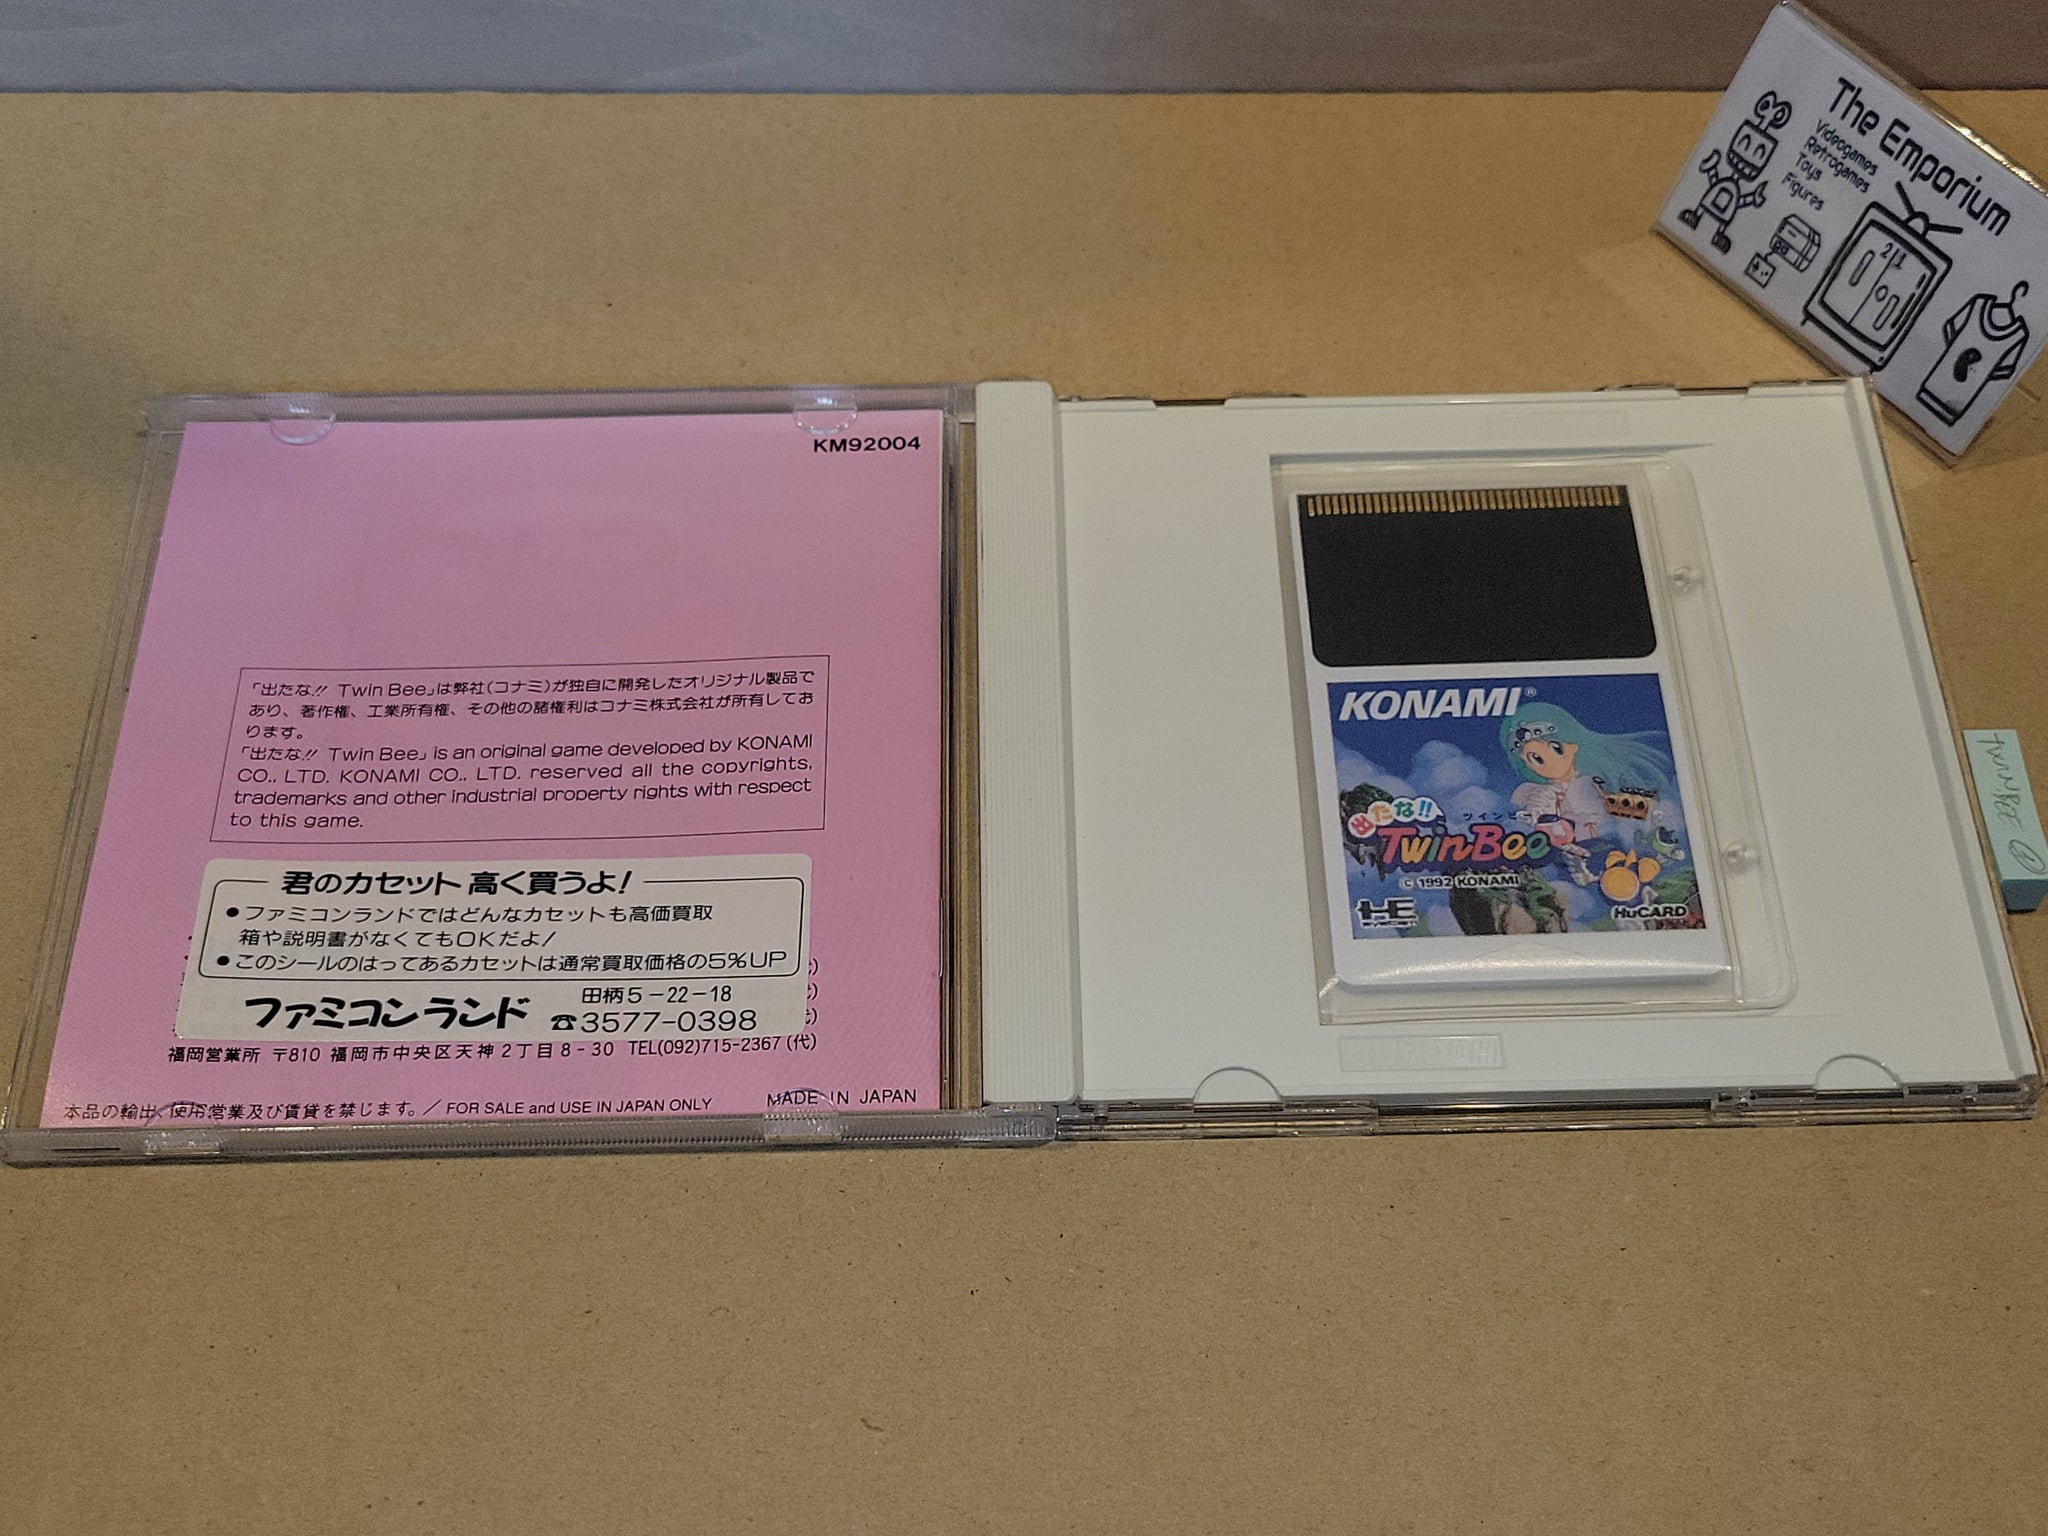 The Emporium
Videogames
Retrogames
Toys
Figures
KM92004
「出たな!! Twin Bee」は弊社(コナミ)が独自に開発したオリジナル製品で
あり、著作権、工業所有権、その他の諸権利はコナミ株式会社が所有してお
ります。
「出たな!! Twin Bee」 is an original game developed by KONAMI
CO., LTD. KONAMI CO., LTD. reserved all the copyrights,
trademarks and other industrial property rights with respect
to this game.
君のカセット高く買うよ!
●ファミコンランドではどんなカセットも高価買取
箱や説明書がなくてもOKだよ!
●このシールのはってあるカセットは通常買取価格の5%UP
ファミコンランド
田柄5-22-18
☎3577-0398
福岡営業所 〒810 福岡市中央区天神2丁目8-30 TEL(092)715-2367(代)
本品の輸出、使用営業及び賃貸を禁じます。/FOR SALE and USE IN JAPAN ONLY
MADE IN JAPAN
KONAMI®
出たな!!
ツインビー
TwinBee
© 1992 KONAMI
HE
HuCARD
TWINBEE